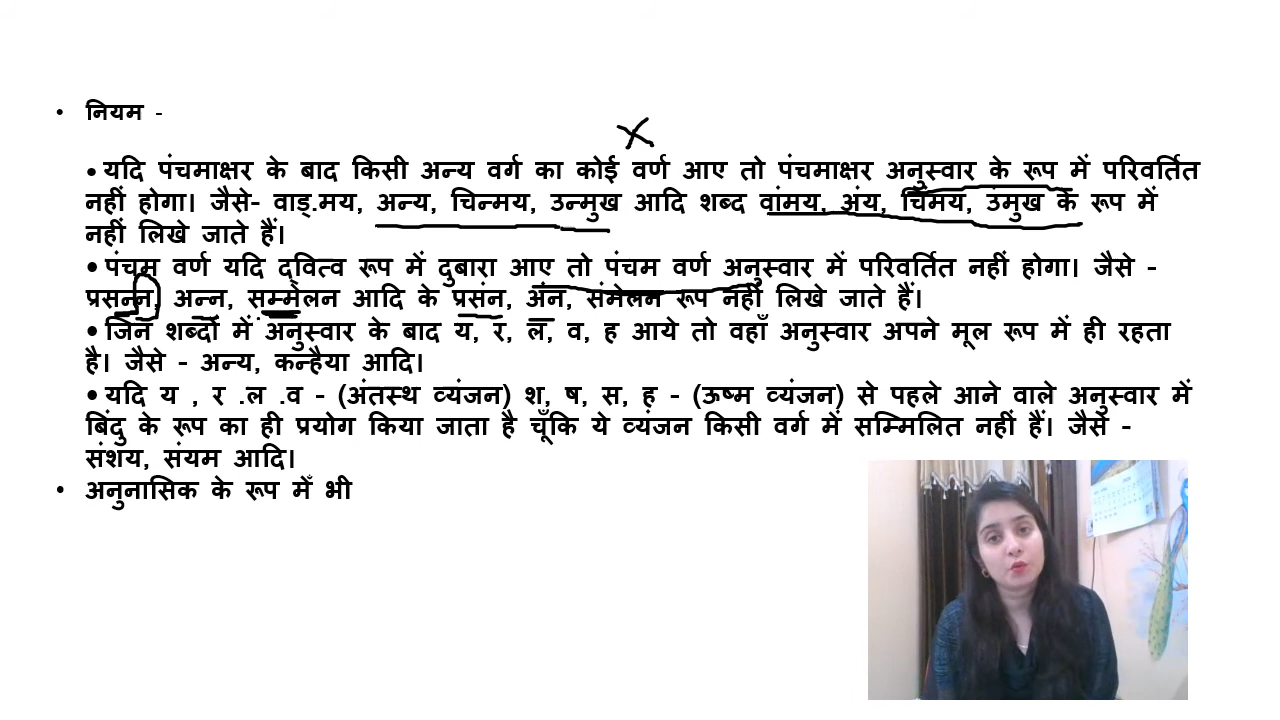 • नियम -
• यदि पंचमाक्षर के बाद किसी अन्य वर्ग का कोई वर्ण आए तो पंचमाक्षर अनुस्वार के रूप में परिवर्तित
नहीं होगा। जैसे- वाड्.मय, अन्य, चिन्मय, उन्मुख आदि शब्द वांमय, अंय, चिंमय, उंमुख के रूप में
नहीं लिखे जाते हैं।
• पंचम वर्ण यदि द्वित्व रूप में दुबारा आए तो पंचम वर्ण अनुस्वार में परिवर्तित नहीं होगा। जैसे -
प्रसन्न, अन्न, सम्मेलन आदि के प्रसंन, अंन, संमेलन रूप नहीं लिखे जाते हैं।
• जिन शब्दों में अनुस्वार के बाद य, र, ल, व, ह आये तो वहाँ अनुस्वार अपने मूल रूप में ही रहता
है। जैसे - अन्य, कन्हैया आदि।
• यदि य , र .ल .व - (अंतस्थ व्यंजन) श, ष, स, ह - (ऊष्म व्यंजन) से पहले आने वाले अनुस्वार में
बिंदु के रूप का ही प्रयोग किया जाता है चूँकि ये व्यंजन किसी वर्ग में सम्मिलित नहीं हैं। जैसे -
संशय, संयम आदि।
• अनुनासिक के रूप मेँ भी